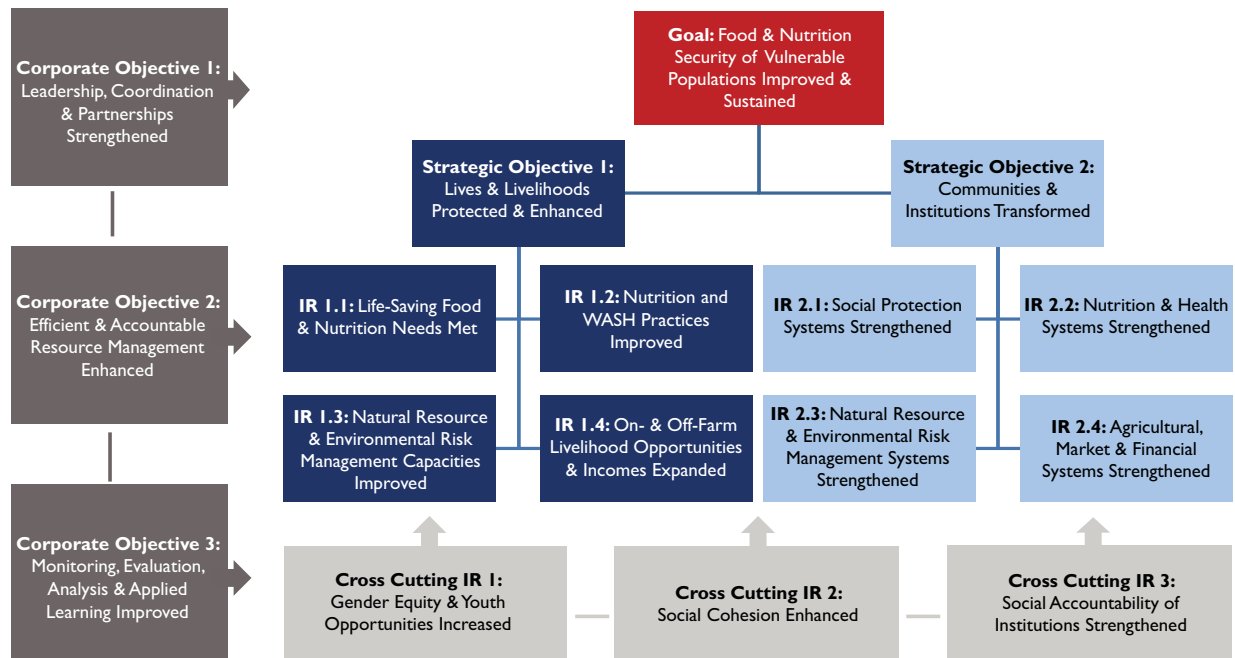 Corporate Objective 1:
Leadership, Coordination
& Partnerships
Strengthened
Corporate Objective 2:
Efficient & Accountable
Resource Management
Enhanced
Corporate Objective 3:
Monitoring, Evaluation,
Analysis & Applied
Learning Improved
Goal: Food & Nutrition
Security of Vulnerable
Populations Improved &
Sustained
Strategic Objective 1:
Lives & Livelihoods
Protected & Enhanced
Strategic Objective 2:
Communities &
Institutions Transformed
IR 1.1: Life-Saving Food
& Nutrition Needs Met
IR 1.2: Nutrition and
WASH Practices
Improved
IR 2.1: Social Protection
Systems Strengthened
IR 2.2: Nutrition & Health
Systems Strengthened
IR 1.3: Natural Resource
& Environmental Risk
Management Capacities
Improved
IR 1.4: On- & Off-Farm
Livelihood Opportunities
& Incomes Expanded
IR 2.3: Natural Resource
& Environmental Risk
Management Systems
Strengthened
IR 2.4: Agricultural,
Market & Financial
Systems Strengthened
Cross Cutting IR 1:
Gender Equity & Youth
Opportunities Increased
Cross Cutting IR 2:
Social Cohesion Enhanced
Cross Cutting IR 3:
Social Accountability of
Institutions Strengthened